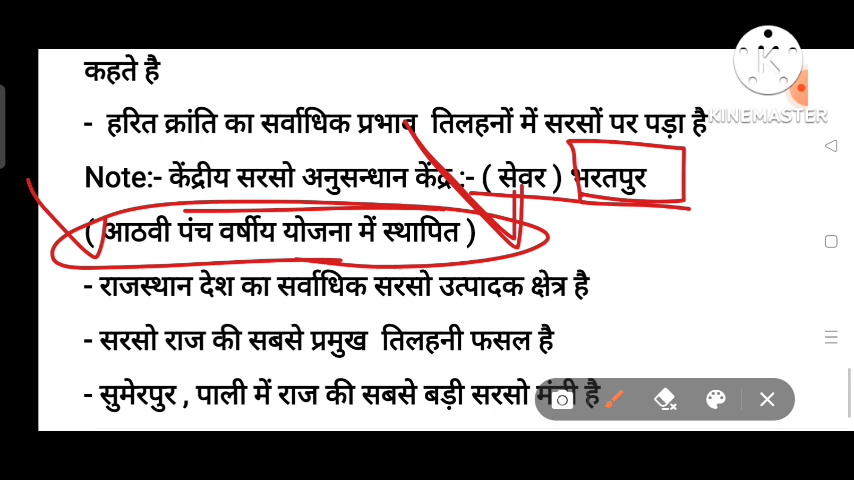 कहते है
- हरित क्रांति का सर्वाधिक प्रभाव तिलहनों में सरसों पर पड़ा है
KINEMASTER
Note:- केंद्रीय सरसो अनुसन्धान केंद्र :- ( सेवर ) भरतपुर
( आठवी पंच वर्षीय योजना में स्थापित )
- राजस्थान देश का सर्वाधिक सरसो उत्पादक क्षेत्र है
- सरसो राज की सबसे प्रमुख तिलहनी फसल है
- सुमेरपुर , पाली में राज की सबसे बड़ी सरसो मंडी है